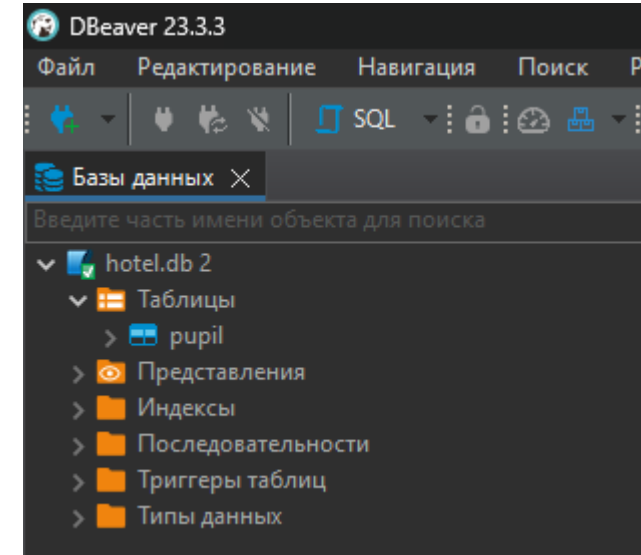 DBeaver 23.3.3
Файл Редактирование Навигация Поиск Р
SQL
Базы данных
Введите часть имени объекта для поиска
hotel.db 2
Таблицы
pupil
Представления
Индексы
Последовательности
Триггеры таблиц
Типы данных